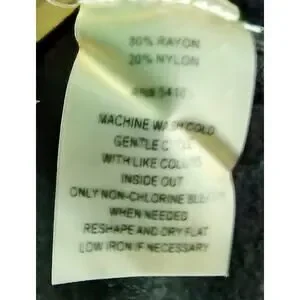 80% RAYON
20% NYLON
MACHINE WASH COLD
GENTLE CYCLE
WITH LIKE COLORS
INSIDE OUT
ONLY NON-CHLORINE BLEACH
WHEN NEEDED
RESHAPE AND DRY FLAT
LOW IRON IF NECESSARY